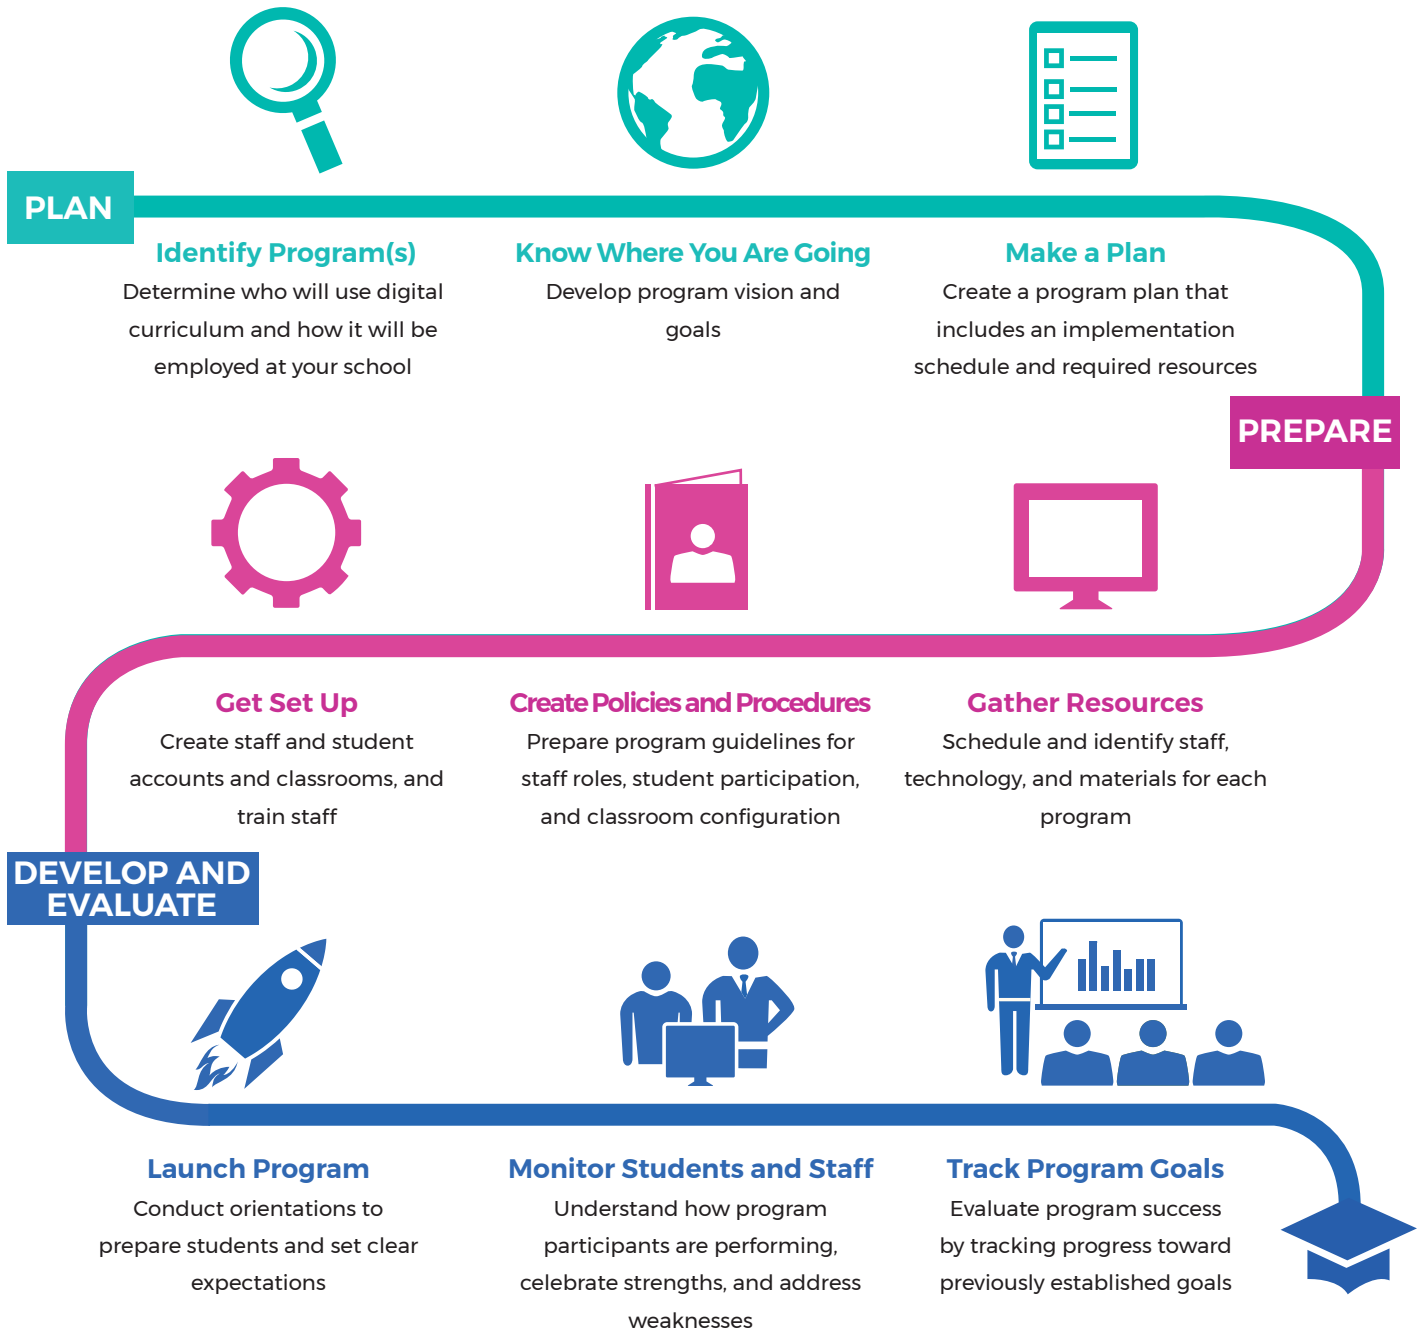 PLAN
Identify Program(s)
Determine who will use digital
curriculum and how it will be
employed at your school
Know Where You Are Going
Develop program vision and
goals
Make a Plan
Create a program plan that
includes an implementation
schedule and required resources
PREPARE
Get Set Up
Create staff and student
accounts and classrooms, and
train staff
Create Policies and Procedures
Prepare program guidelines for
staff roles, student participation,
and classroom configuration
Gather Resources
Schedule and identify staff,
technology, and materials for each
program
DEVELOP AND
EVALUATE
Launch Program
Conduct orientations to
prepare students and set clear
expectations
Monitor Students and Staff
Understand how program
participants are performing,
celebrate strengths, and address
weaknesses
Track Program Goals
Evaluate program success
by tracking progress toward
previously established goals